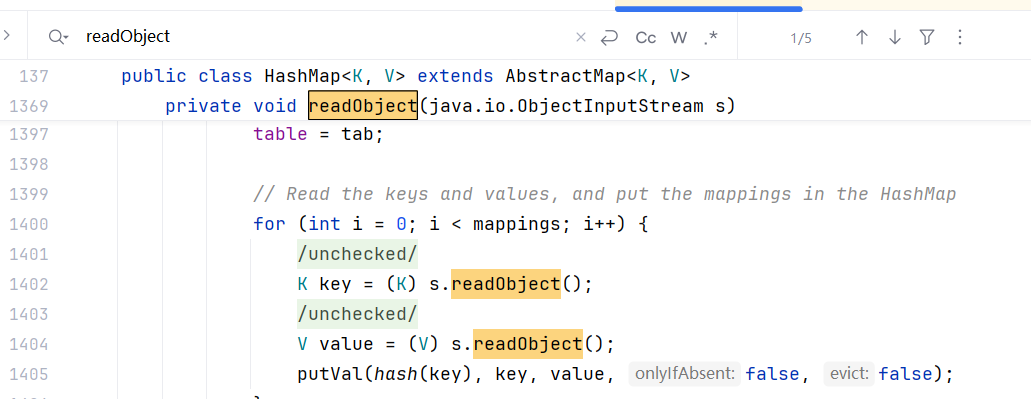 readObject × Cc W .* 1/5
137 public class HashMap<K, V> extends AbstractMap<K, V>
1369 private void readObject(java.io.ObjectInputStream s)
1397 table = tab;
1398
1399 // Read the keys and values, and put the mappings in the HashMap
1400 for (int i = 0; i < mappings; i++) {
1401 /unchecked/
1402 K key = (K) s.readObject();
1403 /unchecked/
1404 V value = (V) s.readObject();
1405 putVal(hash(key), key, value, onlyIfAbsent: false, evict: false);